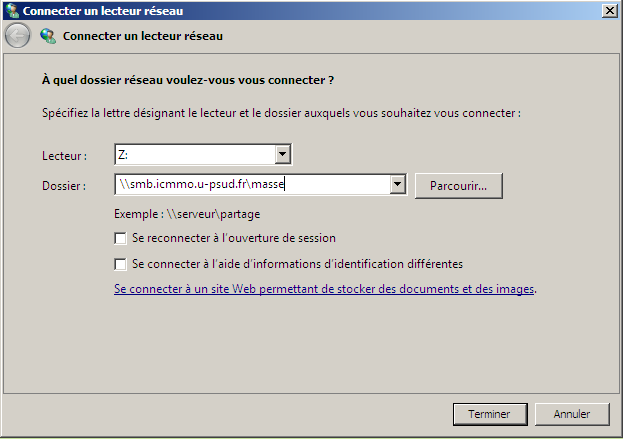 Connecter un lecteur réseau
Connecter un lecteur réseau
À quel dossier réseau voulez-vous vous connecter ?
Spécifiez la lettre désignant le lecteur et le dossier auxquels vous souhaitez vous connecter :
Lecteur : Z:
Dossier : \\smb.icmmo.u-psud.fr\masse Parcourir...
Exemple : \\serveur\partage
Se reconnecter à l'ouverture de session
Se connecter à l'aide d'informations d'identification différentes
Se connecter à un site Web permettant de stocker des documents et des images.
Terminer Annuler